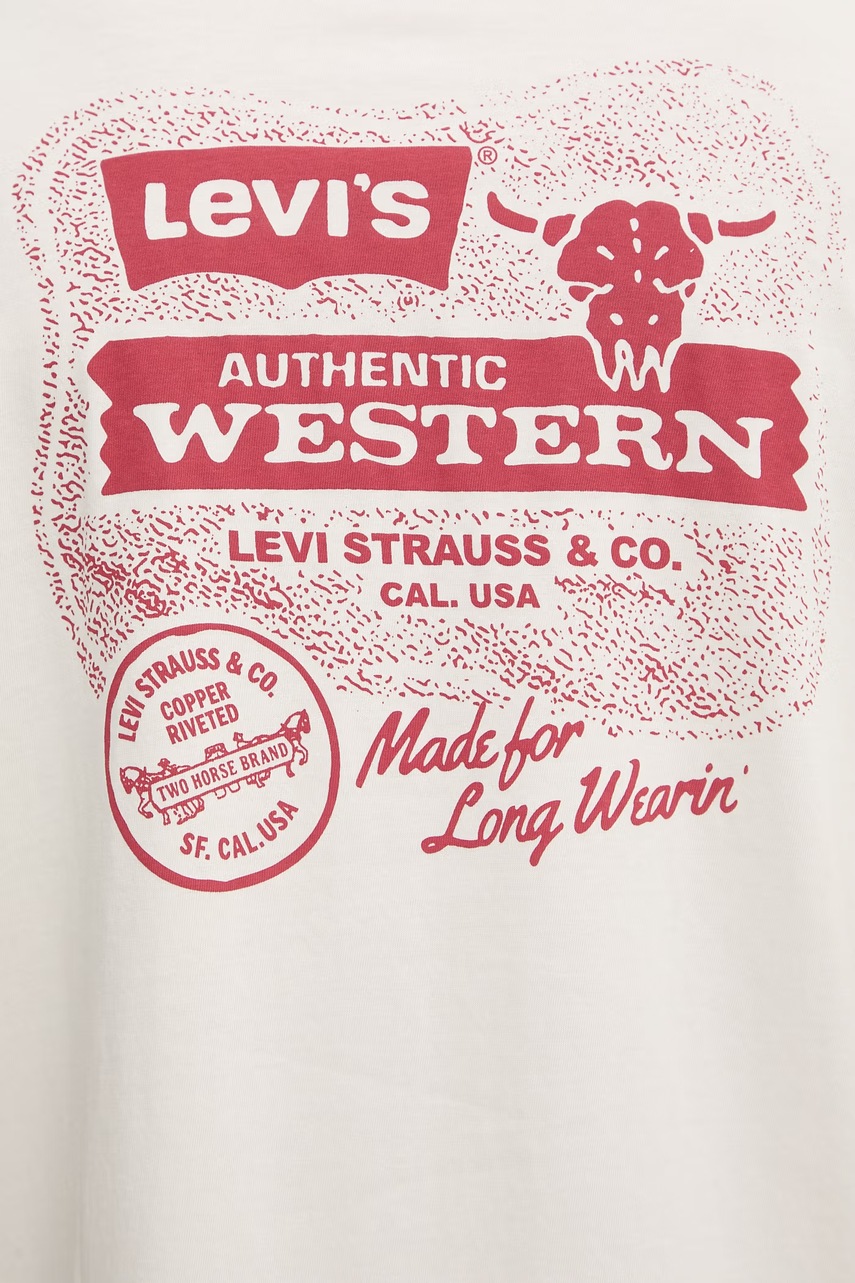 Levi's ®
AUTHENTIC
WESTERN
LEVI STRAUSS & CO.
CAL. USA
LEVI STRAUSS & CO.
COPPER
RIVETED
TWO HORSE BRAND
SF. CAL.USA
Made for
Long Wearin'